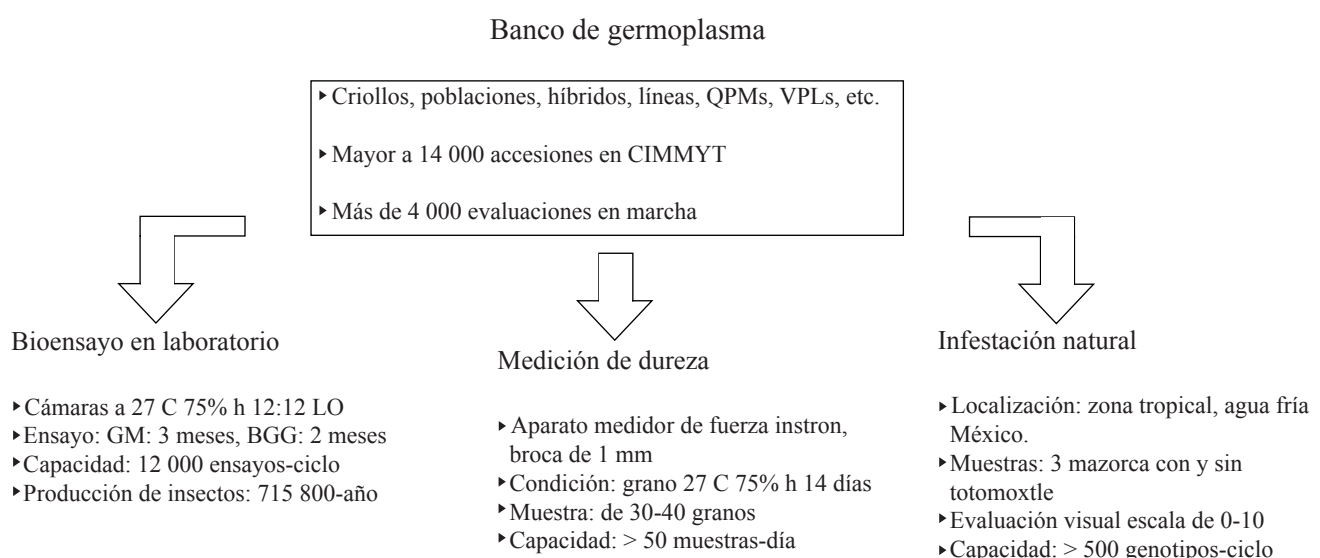 Banco de germoplasma
‣Criollos, poblaciones, híbridos, líneas, QPMs, VPLs, etc.
‣Mayor a 14 000 accesiones en CIMMYT
‣Más de 4 000 evaluaciones en marcha
Bioensayo en laboratorio
‣Cámaras a 27 C 75% h 12:12 LO
‣Ensayo: GM: 3 meses, BGG: 2 meses
‣Capacidad: 12 000 ensayos-ciclo
‣Producción de insectos: 715 800-año
Medición de dureza
‣Aparato medidor de fuerza instron,
broca de 1 mm
‣Condición: grano 27 C 75% h 14 días
‣Muestra: de 30-40 granos
‣Capacidad: > 50 muestras-día
Infestación natural
‣Localización: zona tropical, agua fría
México.
‣Muestras: 3 mazorca con y sin
totomoxtle
‣Evaluación visual escala de 0-10
‣Capacidad: > 500 genotipos-ciclo